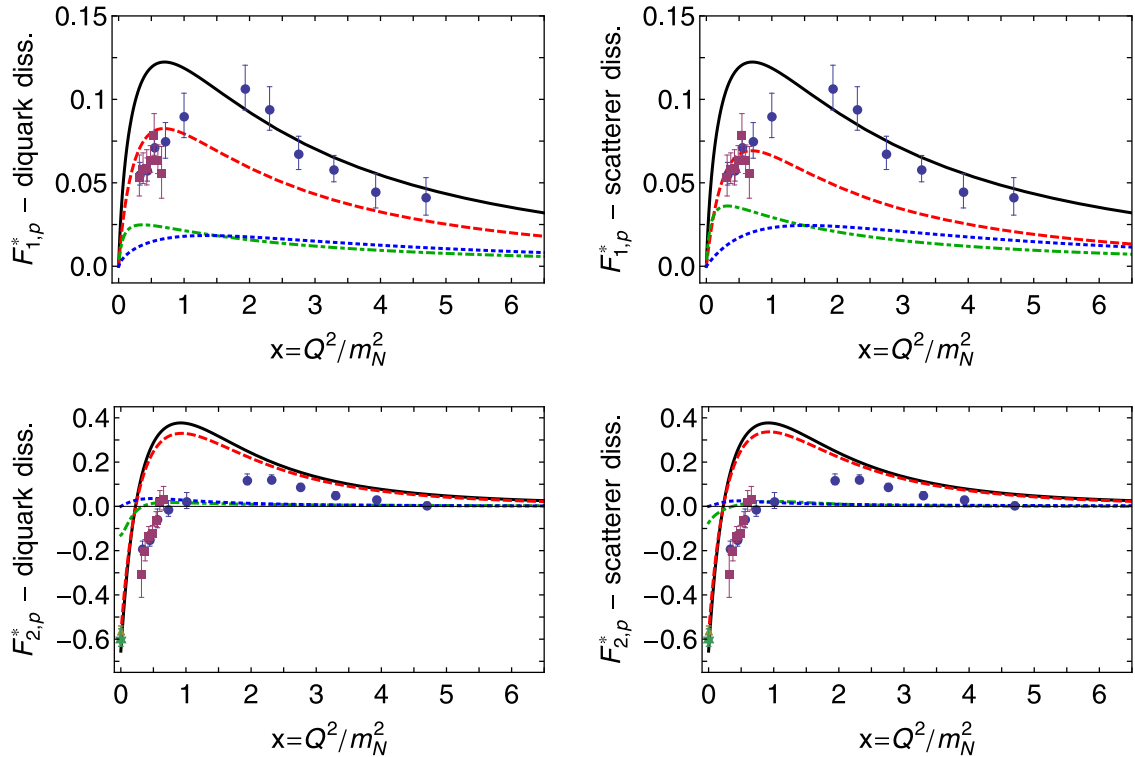 F*1,p – diquark diss.
0.15
0.1
0.05
0.0
0 1 2 3 4 5 6
x=Q²/m²N
F*1,p – scatterer diss.
0.15
0.1
0.05
0.0
0 1 2 3 4 5 6
x=Q²/m²N
F*2,p – diquark diss.
0.4
0.2
0.0
−0.2
−0.4
−0.6
0 1 2 3 4 5 6
x=Q²/m²N
F*2,p – scatterer diss.
0.4
0.2
0.0
−0.2
−0.4
−0.6
0 1 2 3 4 5 6
x=Q²/m²N